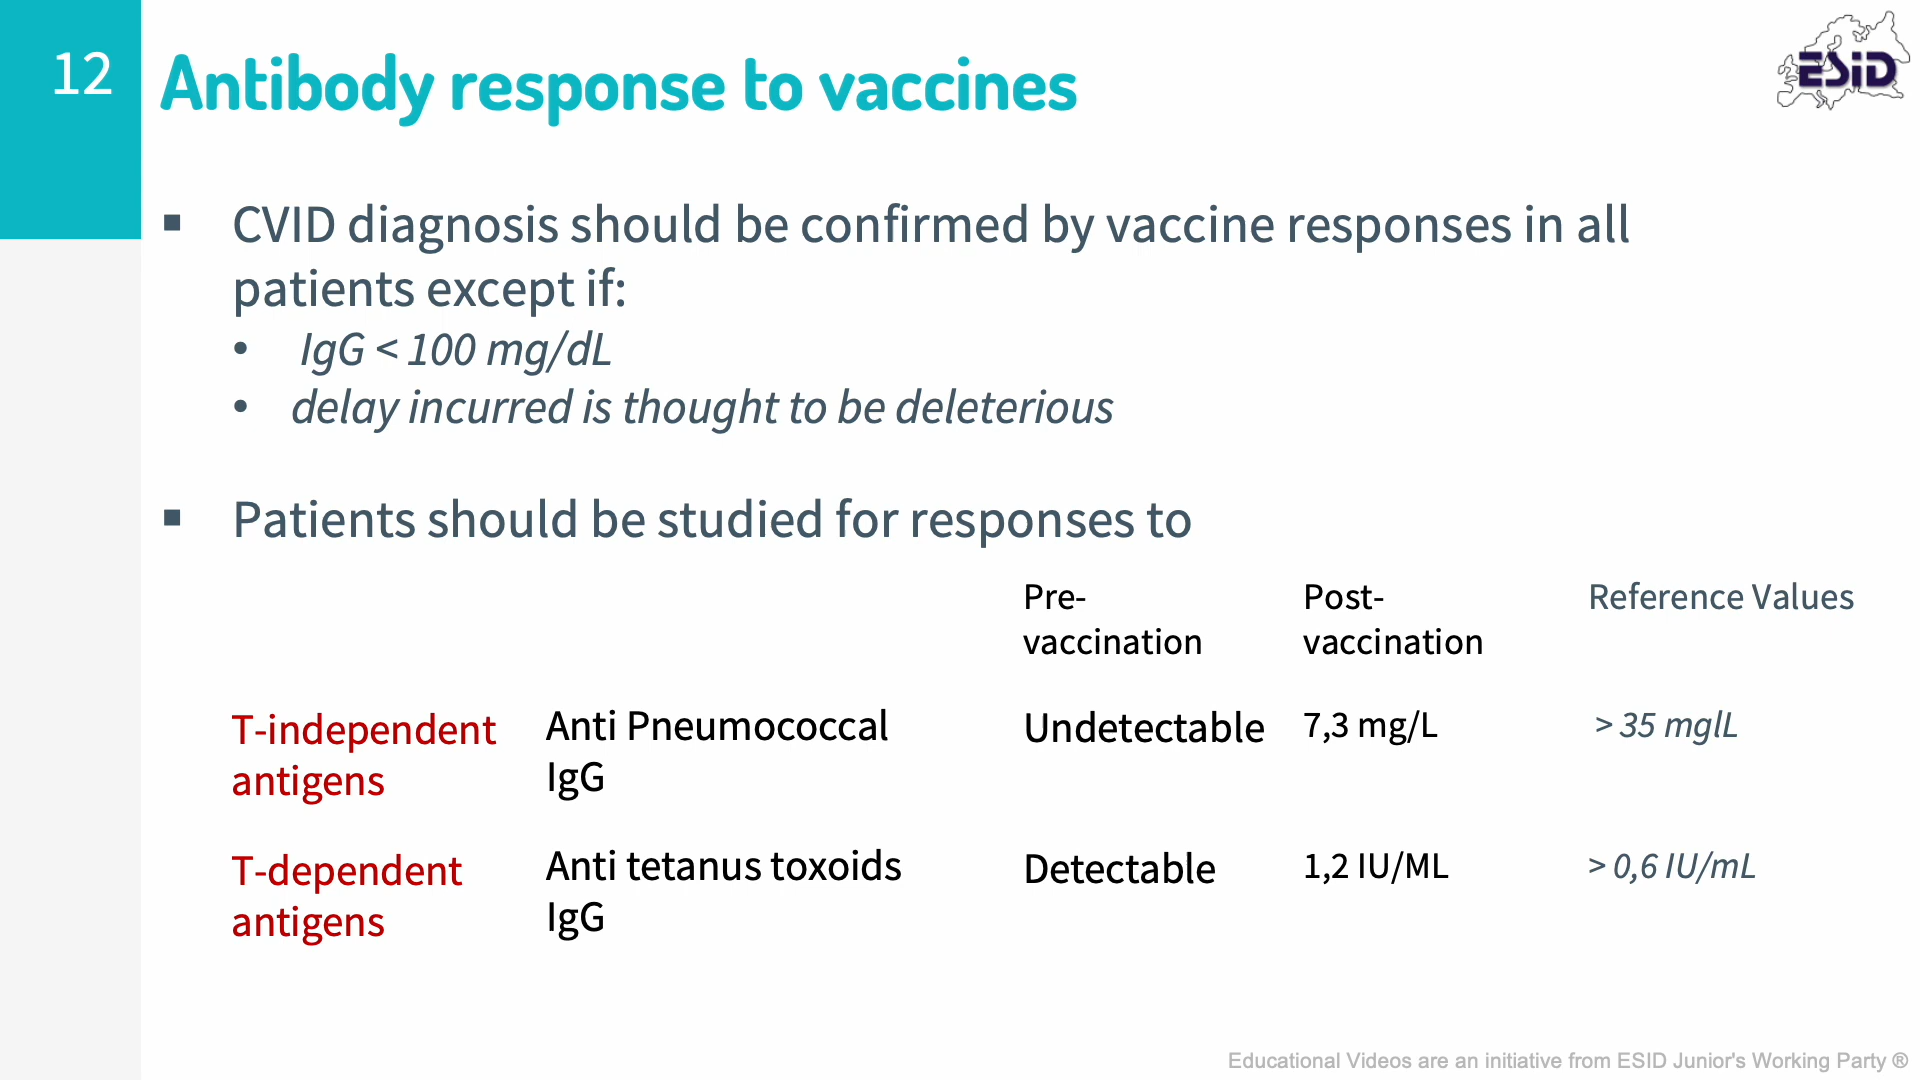 12
Antibody response to vaccines
ESiD
▪ CVID diagnosis should be confirmed by vaccine responses in all
patients except if:
• IgG < 100 mg/dL
• delay incurred is thought to be deleterious
▪ Patients should be studied for responses to
Pre- Post- Reference Values
vaccination vaccination
T-independent Anti Pneumococcal Undetectable 7,3 mg/L > 35 mglL
antigens IgG
T-dependent Anti tetanus toxoids Detectable 1,2 IU/ML > 0,6 IU/mL
antigens IgG
Educational Videos are an initiative from ESID Junior's Working Party ®